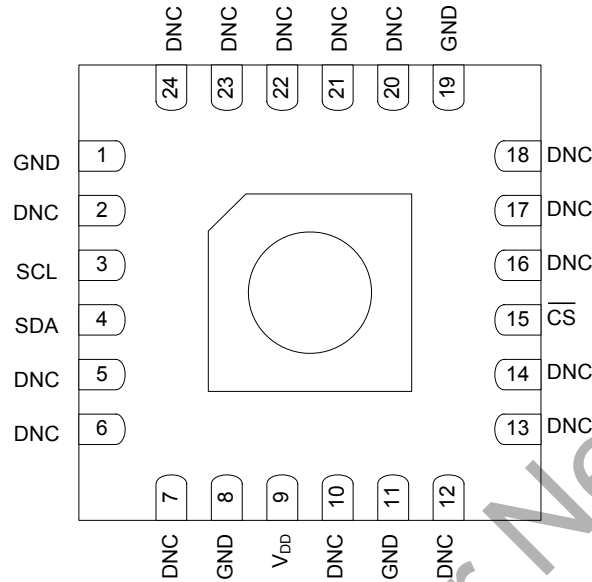 DNC DNC DNC DNC DNC GND
24 23 22 21 20 19
GND 1 18 DNC
DNC 2 17 DNC
SCL 3 16 DNC
SDA 4 15 C̅S̅
DNC 5 14 DNC
DNC 6 13 DNC
7 8 9 10 11 12
DNC GND VDD DNC GND DNC